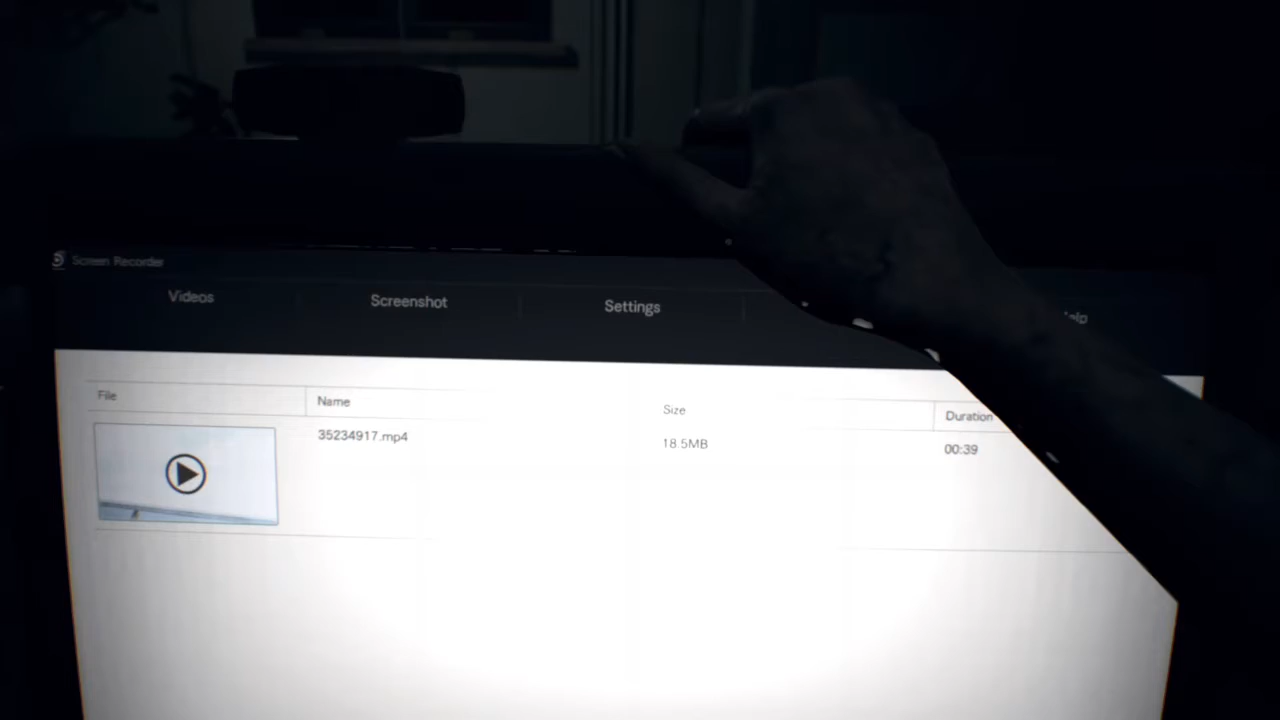 Screen Recorder
Videos Screenshot Settings
File Name Size Duration
35234917.mp4 18.5MB 00:39